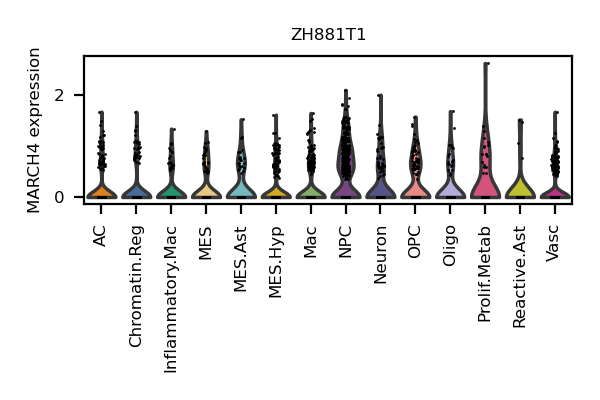 ZH881T1
MARCH4 expression
2
0
AC
Chromatin.Reg
Inflammatory.Mac
MES
MES.Ast
MES.Hyp
Mac
NPC
Neuron
OPC
Oligo
Prolif.Metab
Reactive.Ast
Vasc